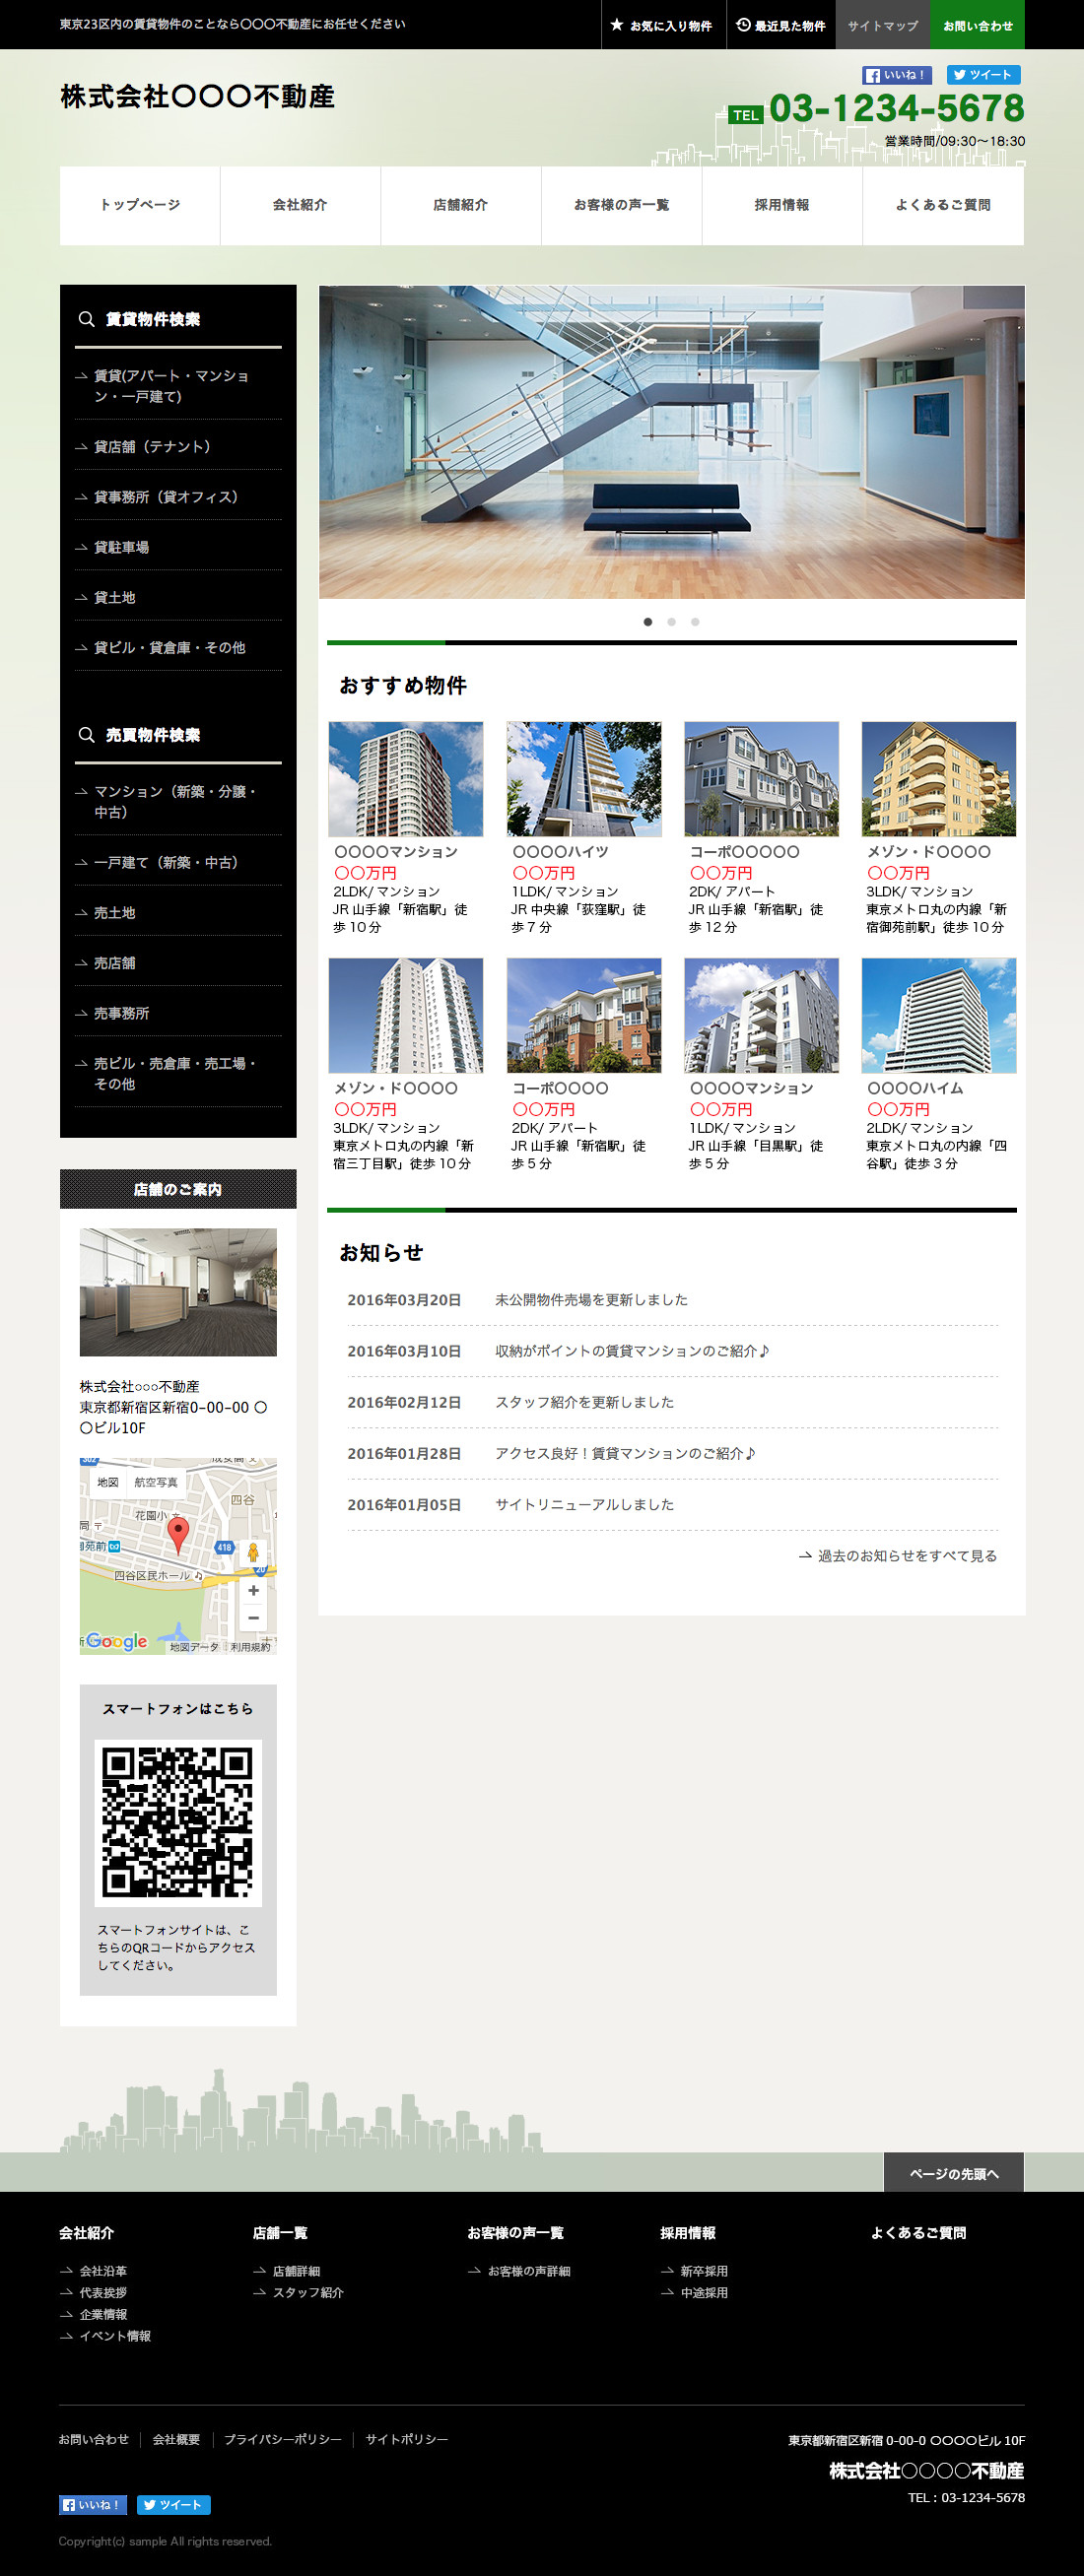 東京23区内の賃貸物件のことなら〇〇〇不動産にお任せください
お気に入り物件
最近見た物件
サイトマップ
お問い合わせ
いいね！
ツイート
株式会社〇〇〇不動産
TEL 03-1234-5678
営業時間/09:30～18:30
トップページ
会社紹介
店舗紹介
お客様の声一覧
採用情報
よくあるご質問
賃貸物件検索
賃貸(アパート・マンショ
ン・一戸建て)
貸店舗（テナント）
貸事務所（貸オフィス）
貸駐車場
貸土地
貸ビル・貸倉庫・その他
売買物件検索
マンション（新築・分譲・
中古）
一戸建て（新築・中古）
売土地
売店舗
売事務所
売ビル・売倉庫・売工場・
その他
店舗のご案内
株式会社○○○不動産
東京都新宿区新宿0-00-00 〇
〇ビル10F
302
地図
航空写真
四谷
花園小
局
苑前
418
20
四谷区民ホール
+
−
Google
地図データ
利用規約
スマートフォンはこちら
スマートフォンサイトは、こ
ちらのQRコードからアクセス
してください。
おすすめ物件
〇〇〇〇マンション
〇〇万円
2LDK/ マンション
JR 山手線「新宿駅」徒
歩 10 分
〇〇〇〇ハイツ
〇〇万円
1LDK/ マンション
JR 中央線「荻窪駅」徒
歩 7 分
コーポ〇〇〇〇〇
〇〇万円
2DK/ アパート
JR 山手線「新宿駅」徒
歩 12 分
メゾン・ド〇〇〇〇
〇〇万円
3LDK/ マンション
東京メトロ丸の内線「新
宿御苑前駅」徒歩 10 分
メゾン・ド〇〇〇〇
〇〇万円
3LDK/ マンション
東京メトロ丸の内線「新
宿三丁目駅」徒歩 10 分
コーポ〇〇〇〇
〇〇万円
2DK/ アパート
JR 山手線「新宿駅」徒
歩 5 分
〇〇〇〇マンション
〇〇万円
1LDK/ マンション
JR 山手線「目黒駅」徒
歩 5 分
〇〇〇〇ハイム
〇〇万円
2LDK/ マンション
東京メトロ丸の内線「四
谷駅」徒歩 3 分
お知らせ
2016年03月20日 未公開物件売場を更新しました
2016年03月10日 収納がポイントの賃貸マンションのご紹介♪
2016年02月12日 スタッフ紹介を更新しました
2016年01月28日 アクセス良好！賃貸マンションのご紹介♪
2016年01月05日 サイトリニューアルしました
過去のお知らせをすべて見る
ページの先頭へ
会社紹介
会社沿革
代表挨拶
企業情報
イベント情報
店舗一覧
店舗詳細
スタッフ紹介
お客様の声一覧
お客様の声詳細
採用情報
新卒採用
中途採用
よくあるご質問
お問い合わせ
会社概要
プライバシーポリシー
サイトポリシー
東京都新宿区新宿 0-00-0 〇〇〇〇ビル 10F
株式会社〇〇〇〇不動産
TEL : 03-1234-5678
いいね！
ツイート
Copyright(c) sample All rights reserved.